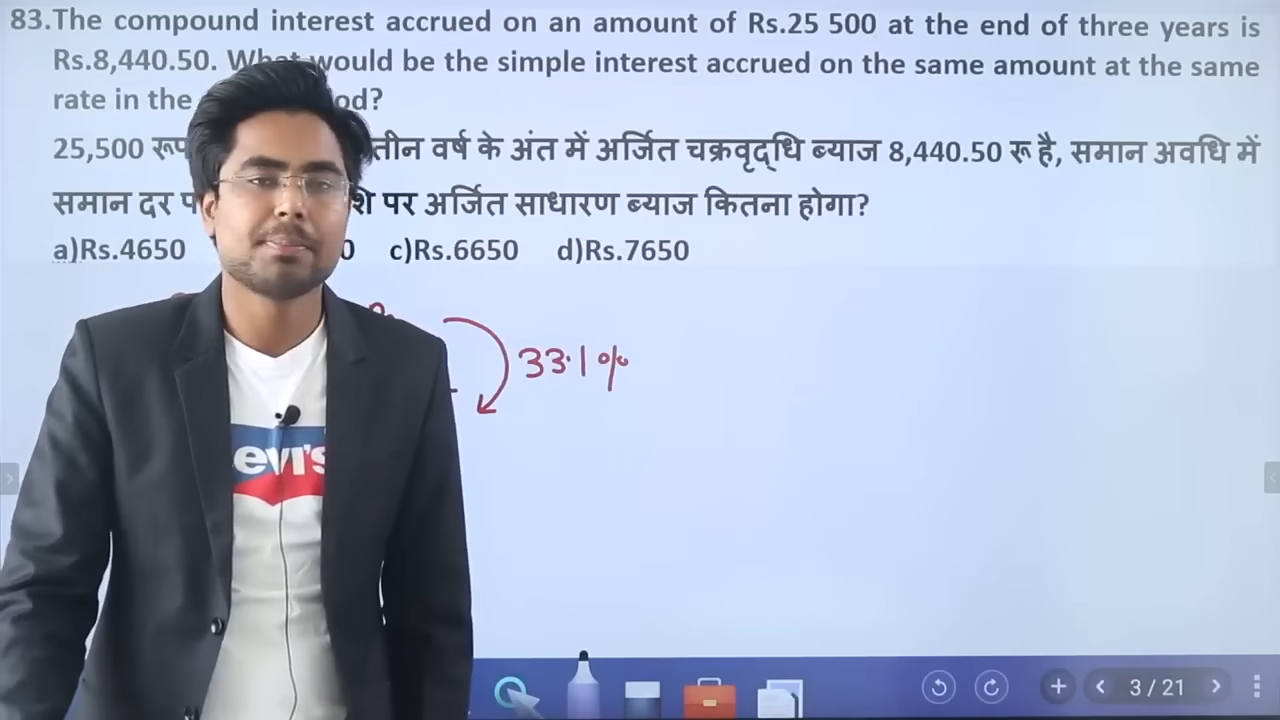 83.The compound interest accrued on an amount of Rs.25 500 at the end of three years is
Rs.8,440.50. What would be the simple interest accrued on the same amount at the same
rate in the od?
25,500 रूप तीन वर्ष के अंत में अर्जित चक्रवृद्धि ब्याज 8,440.50 रू है, समान अवधि में
समान दर प शि पर अर्जित साधारण ब्याज कितना होगा?
a)Rs.4650 0 c)Rs.6650 d)Rs.7650
33.1%
evi's
3 / 21